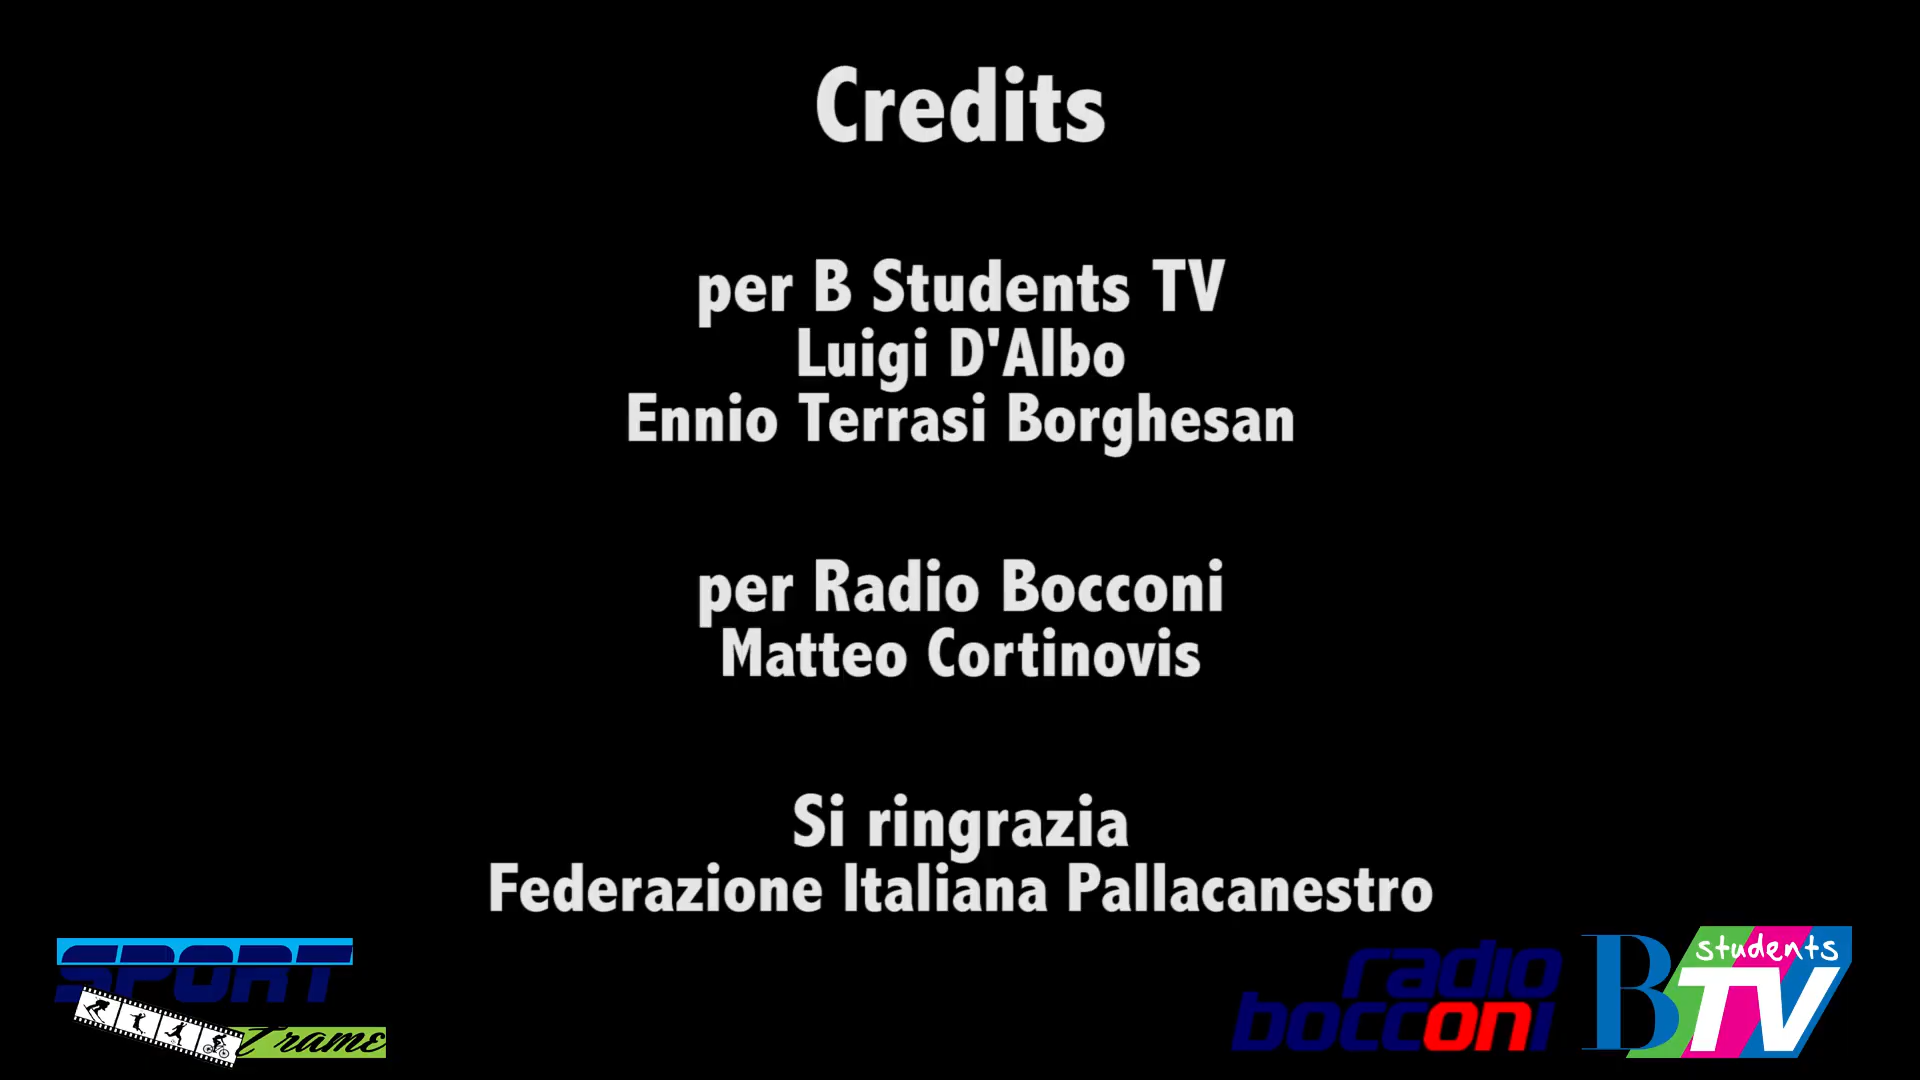 Credits
per B Students TV
Luigi D'Albo
Ennio Terrasi Borghesan
per Radio Bocconi
Matteo Cortinovis
Si ringrazia
Federazione Italiana Pallacanestro
SPORT
Frame
radio
bocconi
B students
TV